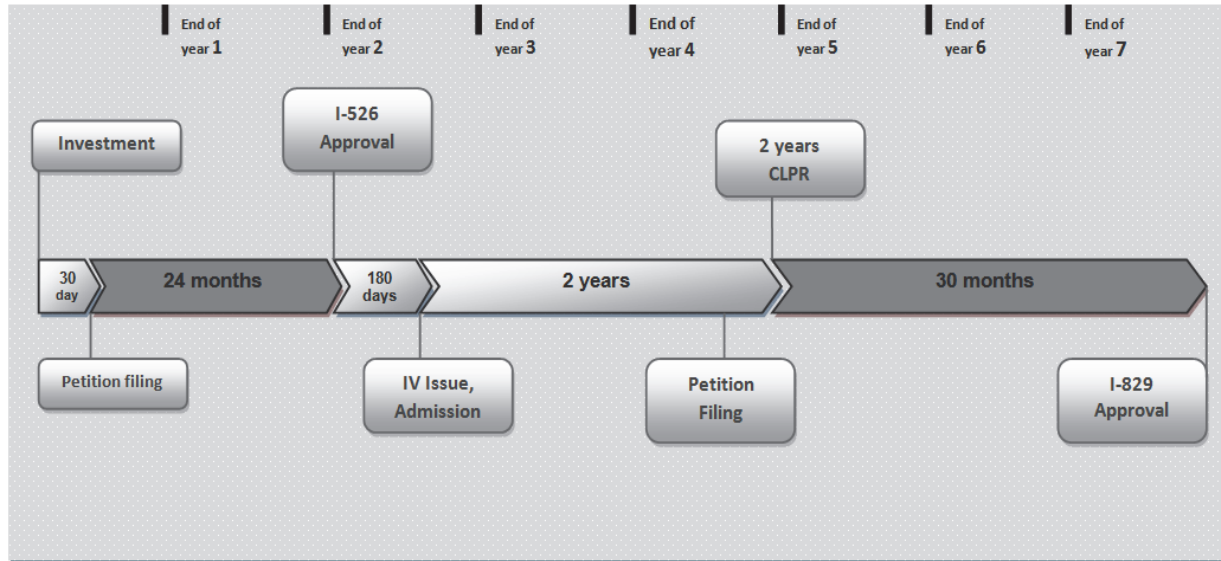 End of
year 1
End of
year 2
End of
year 3
End of
year 4
End of
year 5
End of
year 6
End of
year 7
Investment
I-526
Approval
2 years
CLPR
30
day
24 months
180
days
2 years
30 months
Petition filing
IV Issue,
Admission
Petition
Filing
I-829
Approval